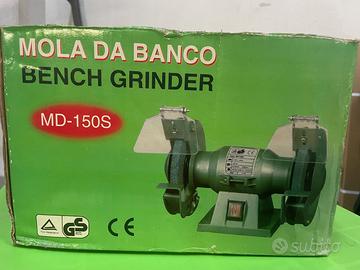 MOLA DA BANCO
BENCH GRINDER
MD-150S
GS
CE
subito